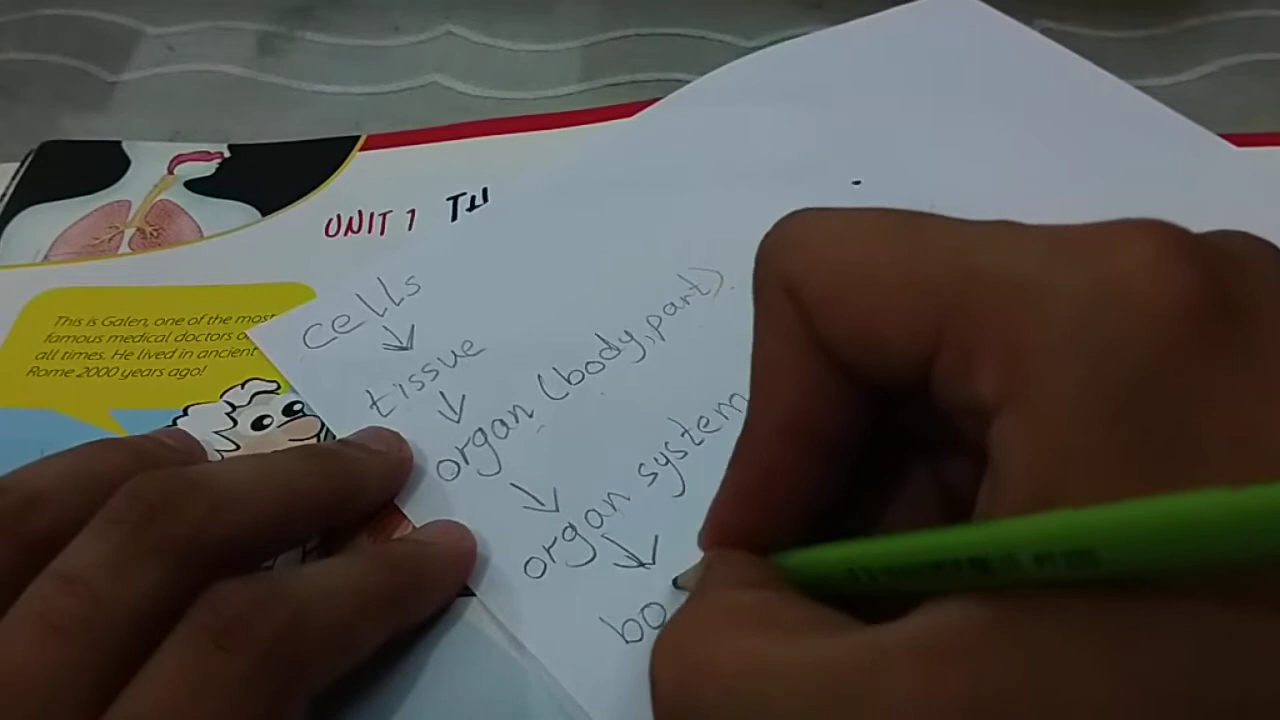 UNIT 1
This is Galen, one of the most
famous medical doctors
all times. He lived in ancient
Rome 2000 years ago!
cells
↓
tissue
↓
organ (body, part).
↓
organ system
↓
bo